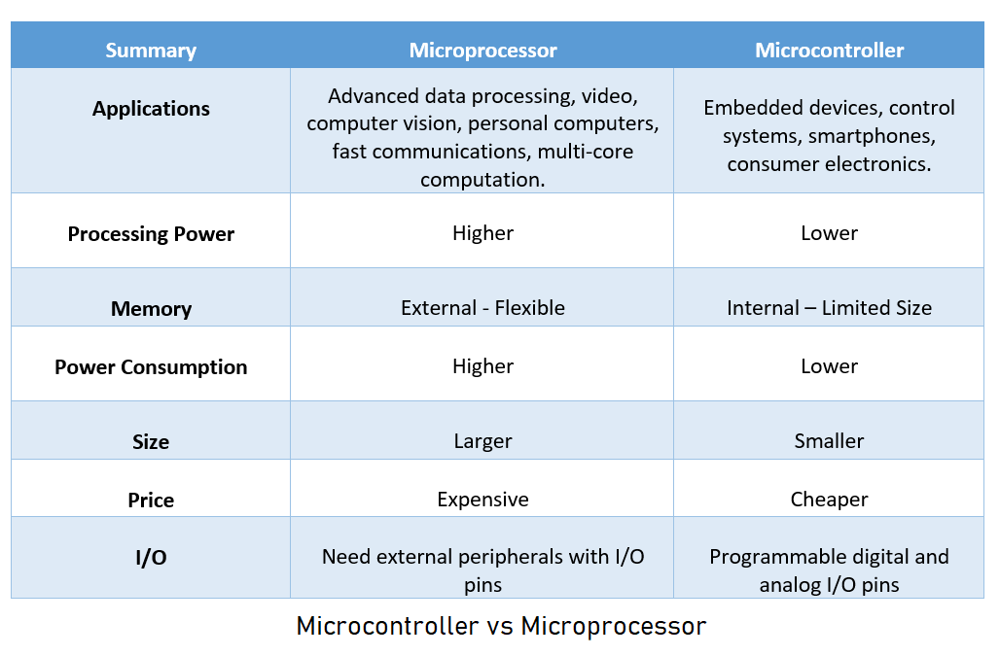 Summary Microprocessor Microcontroller
Applications
Advanced data processing, video,
computer vision, personal computers,
fast communications, multi-core
computation.
Embedded devices, control
systems, smartphones,
consumer electronics.
Processing Power Higher Lower
Memory External - Flexible Internal – Limited Size
Power Consumption Higher Lower
Size Larger Smaller
Price Expensive Cheaper
I/O
Need external peripherals with I/O
pins
Programmable digital and
analog I/O pins
Microcontroller vs Microprocessor